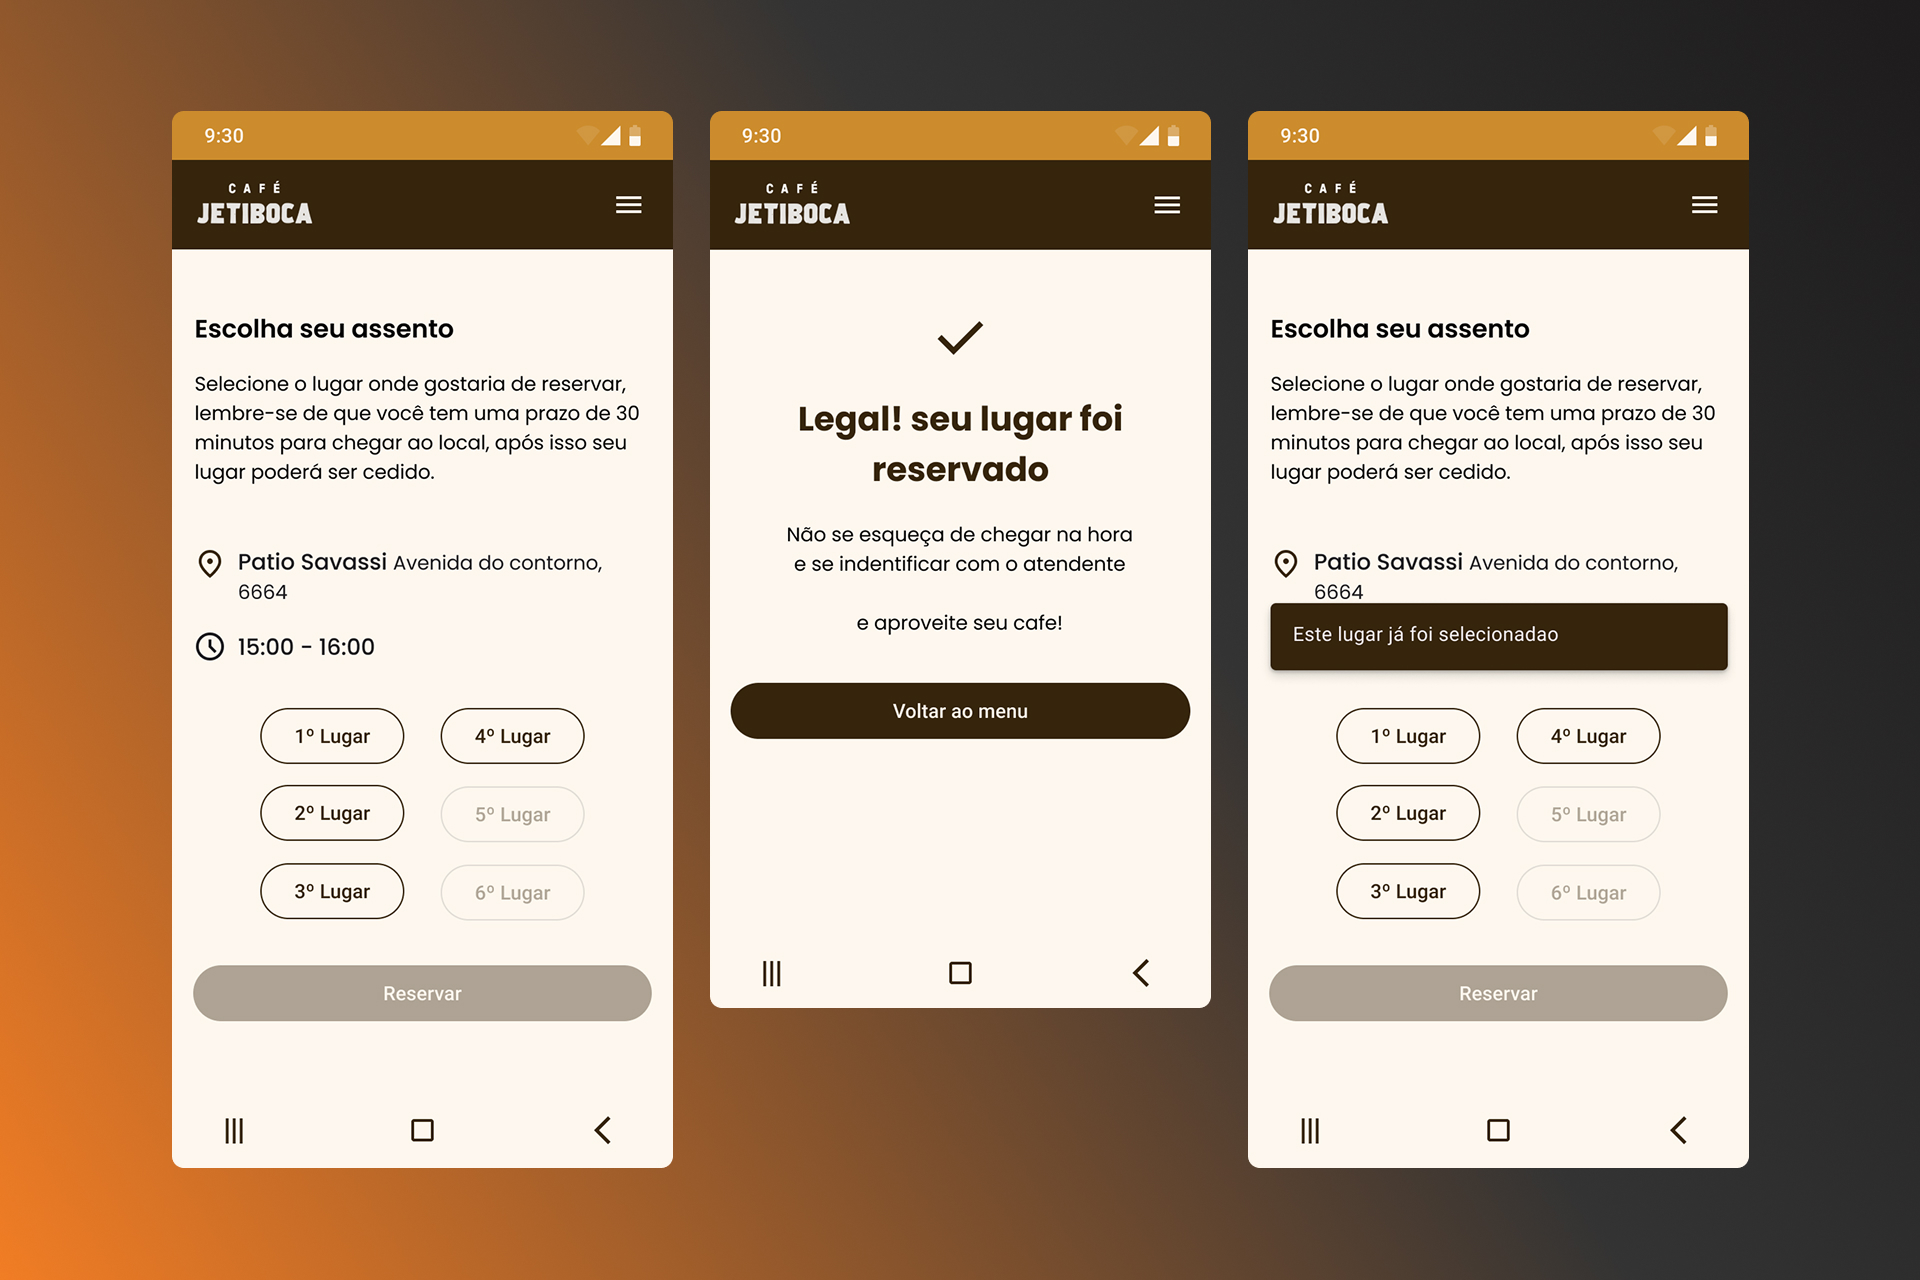 9:30
CAFÉ
JETIBOCA
Escolha seu assento
Selecione o lugar onde gostaria de reservar,
lembre-se de que você tem uma prazo de 30
minutos para chegar ao local, após isso seu
lugar poderá ser cedido.
Patio Savassi Avenida do contorno,
6664
15:00 - 16:00
1º Lugar
4º Lugar
2º Lugar
5º Lugar
3º Lugar
6º Lugar
Reservar
9:30
CAFÉ
JETIBOCA
Legal! seu lugar foi
reservado
Não se esqueça de chegar na hora
e se indentificar com o atendente
e aproveite seu cafe!
Voltar ao menu
9:30
CAFÉ
JETIBOCA
Escolha seu assento
Selecione o lugar onde gostaria de reservar,
lembre-se de que você tem uma prazo de 30
minutos para chegar ao local, após isso seu
lugar poderá ser cedido.
Patio Savassi Avenida do contorno,
6664
Este lugar já foi selecionadao
1º Lugar
4º Lugar
2º Lugar
5º Lugar
3º Lugar
6º Lugar
Reservar